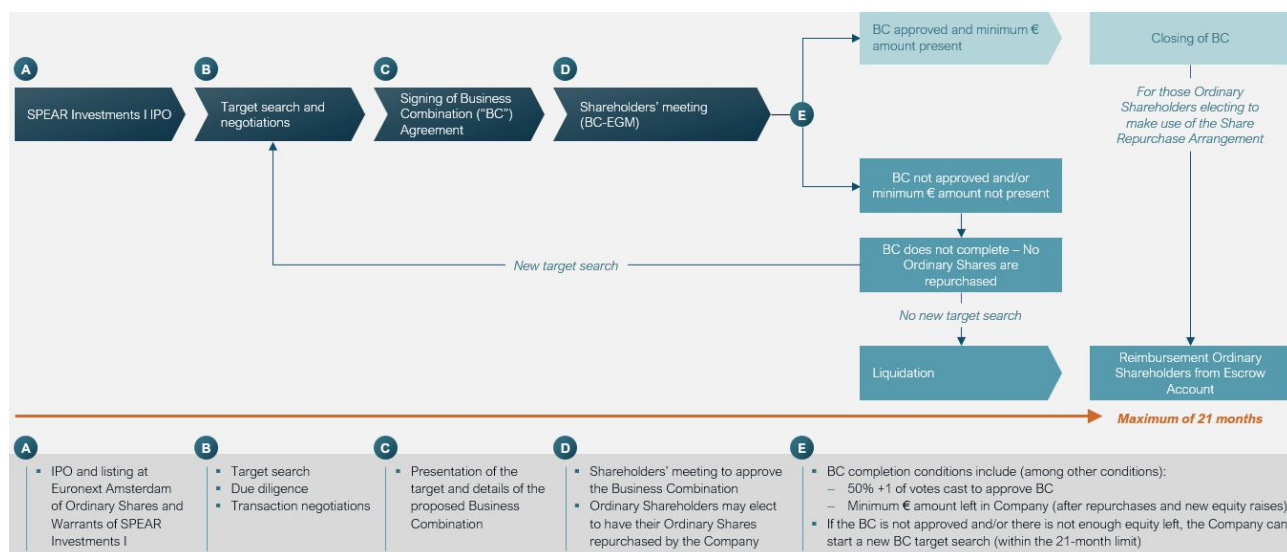 A
SPEAR Investments I IPO
B
Target search and
negotiations
C
Signing of Business
Combination (“BC”)
Agreement
D
Shareholders’ meeting
(BC-EGM)
E
BC approved and minimum €
amount present
Closing of BC
For those Ordinary
Shareholders electing to
make use of the Share
Repurchase Arrangement
BC not approved and/or
minimum € amount not present
BC does not complete – No
Ordinary Shares are
repurchased
New target search
No new target search
Liquidation
Reimbursement Ordinary
Shareholders from Escrow
Account
Maximum of 21 months
A
▪ IPO and listing at
Euronext Amsterdam
of Ordinary Shares and
Warrants of SPEAR
Investments I
B
▪ Target search
▪ Due diligence
▪ Transaction negotiations
C
▪ Presentation of the
target and details of the
proposed Business
Combination
D
▪ Shareholders’ meeting to approve
the Business Combination
▪ Ordinary Shareholders may elect
to have their Ordinary Shares
repurchased by the Company
E
▪ BC completion conditions include (among other conditions):
– 50% +1 of votes cast to approve BC
– Minimum € amount left in Company (after repurchases and new equity raises)
▪ If the BC is not approved and/or there is not enough equity left, the Company can
start a new BC target search (within the 21-month limit)